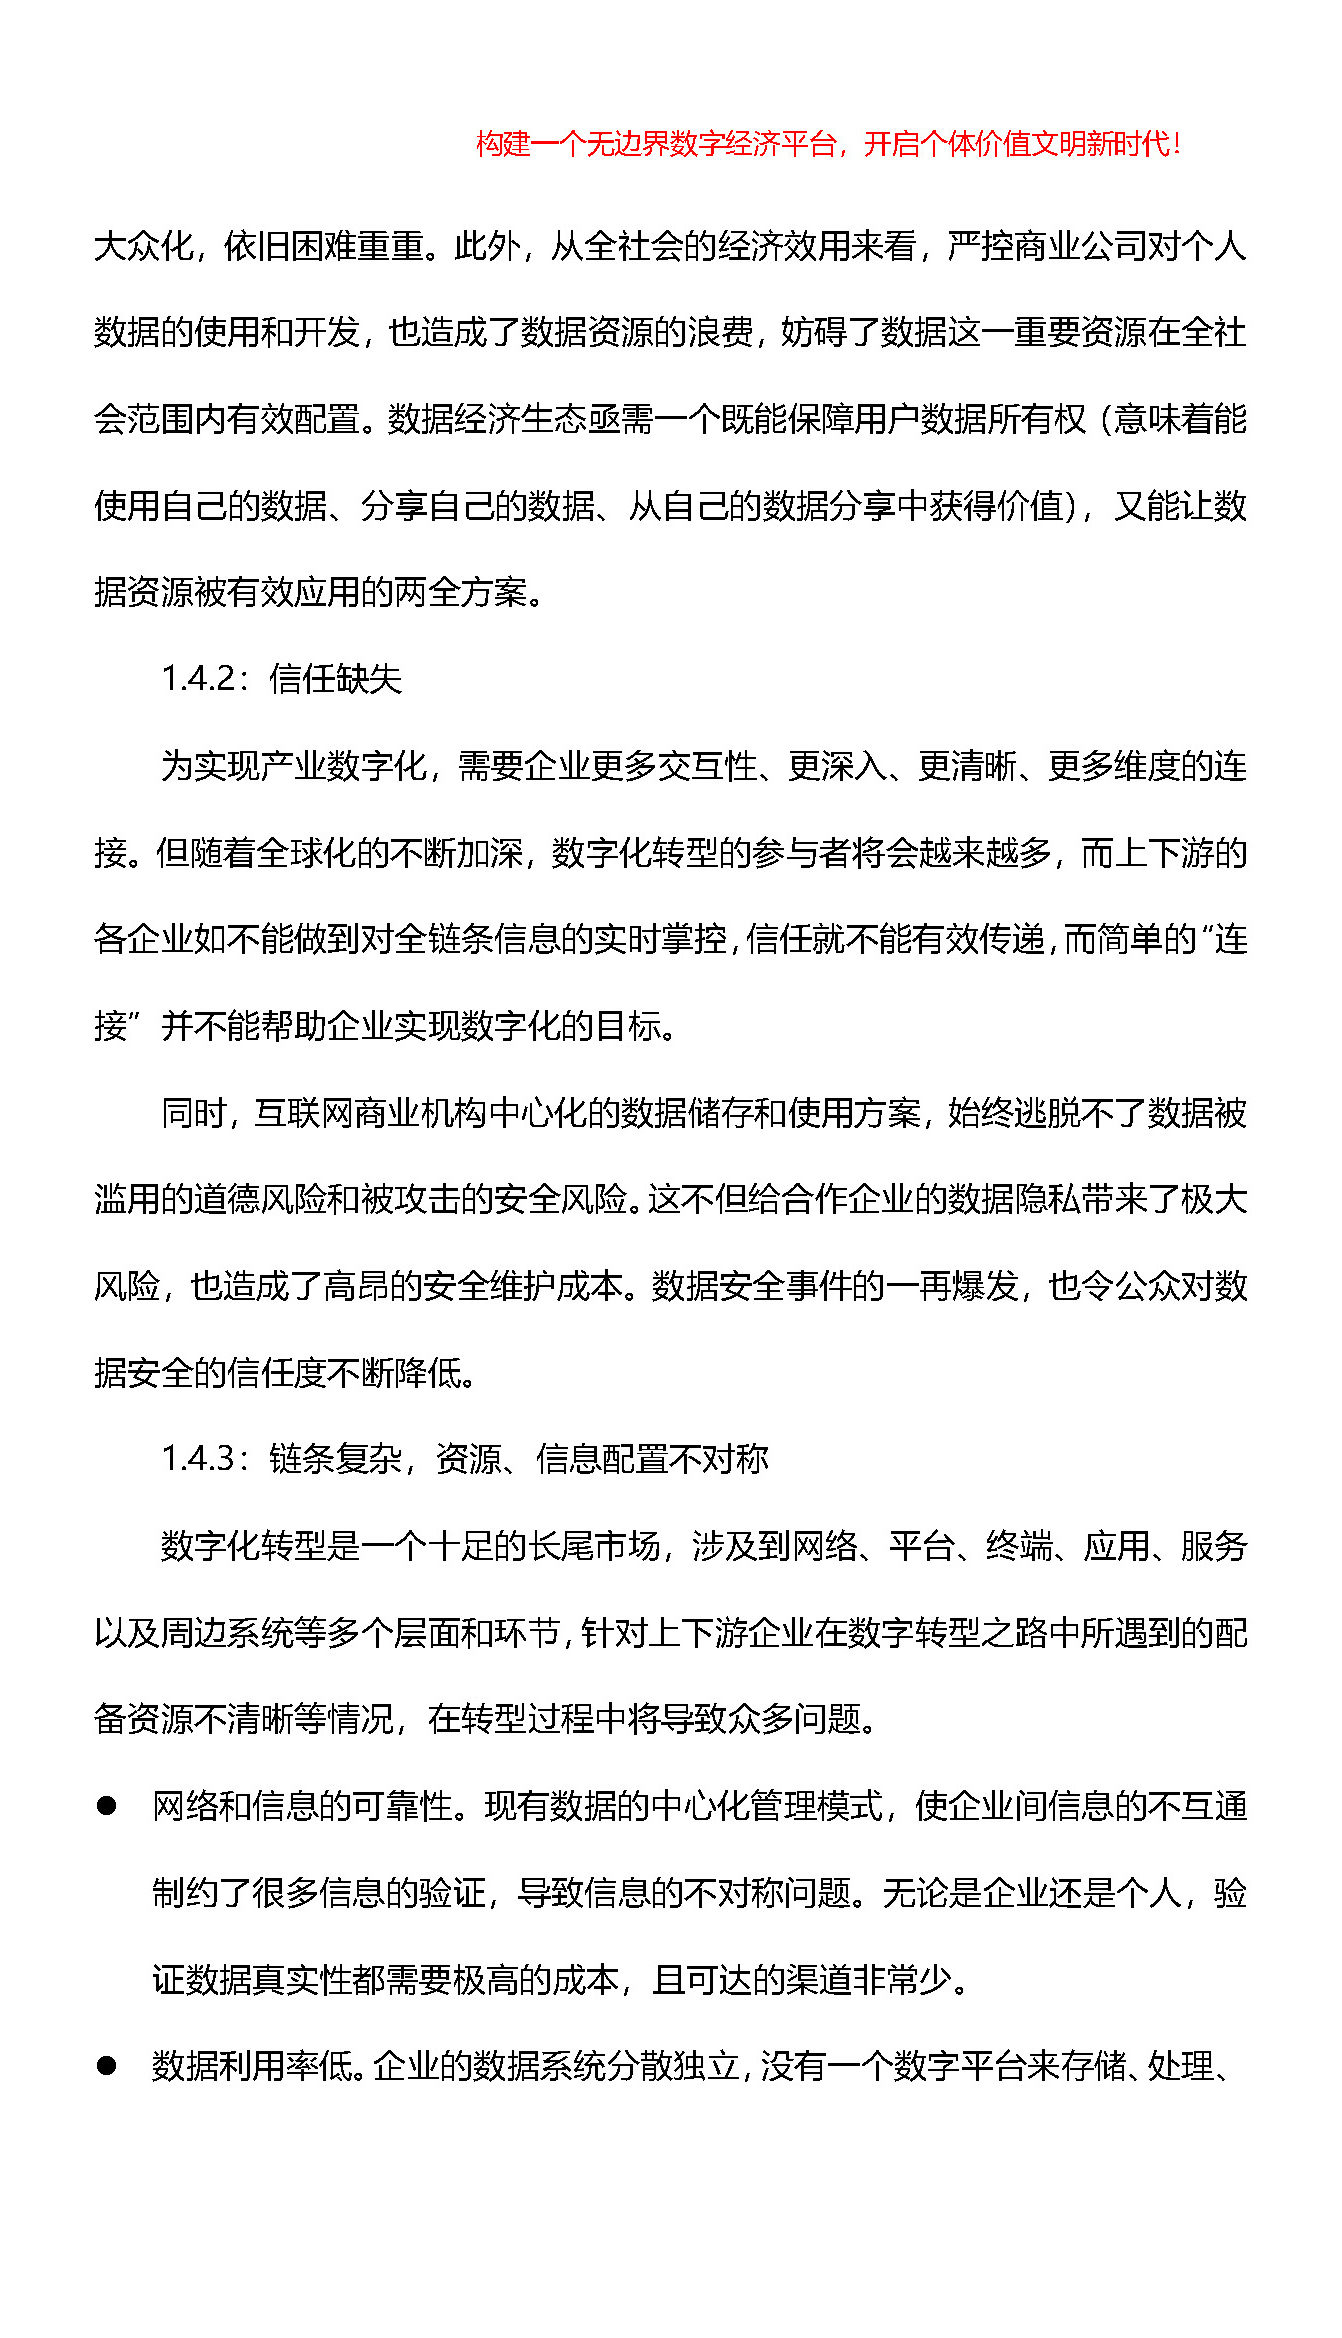 构建一个无边界数字经济平台，开启个体价值文明新时代！
大众化，依旧困难重重。此外，从全社会的经济效用来看，严控商业公司对个人
数据的使用和开发，也造成了数据资源的浪费，妨碍了数据这一重要资源在全社
会范围内有效配置。数据经济生态亟需一个既能保障用户数据所有权（意味着能
使用自己的数据、分享自己的数据、从自己的数据分享中获得价值），又能让数
据资源被有效应用的两全方案。
1.4.2：信任缺失
为实现产业数字化，需要企业更多交互性、更深入、更清晰、更多维度的连
接。但随着全球化的不断加深，数字化转型的参与者将会越来越多，而上下游的
各企业如不能做到对全链条信息的实时掌控，信任就不能有效传递，而简单的“连
接”并不能帮助企业实现数字化的目标。
同时，互联网商业机构中心化的数据储存和使用方案，始终逃脱不了数据被
滥用的道德风险和被攻击的安全风险。这不但给合作企业的数据隐私带来了极大
风险，也造成了高昂的安全维护成本。数据安全事件的一再爆发，也令公众对数
据安全的信任度不断降低。
1.4.3：链条复杂，资源、信息配置不对称
数字化转型是一个十足的长尾市场，涉及到网络、平台、终端、应用、服务
以及周边系统等多个层面和环节，针对上下游企业在数字转型之路中所遇到的配
备资源不清晰等情况，在转型过程中将导致众多问题。
● 网络和信息的可靠性。现有数据的中心化管理模式，使企业间信息的不互通
制约了很多信息的验证，导致信息的不对称问题。无论是企业还是个人，验
证数据真实性都需要极高的成本，且可达的渠道非常少。
● 数据利用率低。企业的数据系统分散独立，没有一个数字平台来存储、处理、